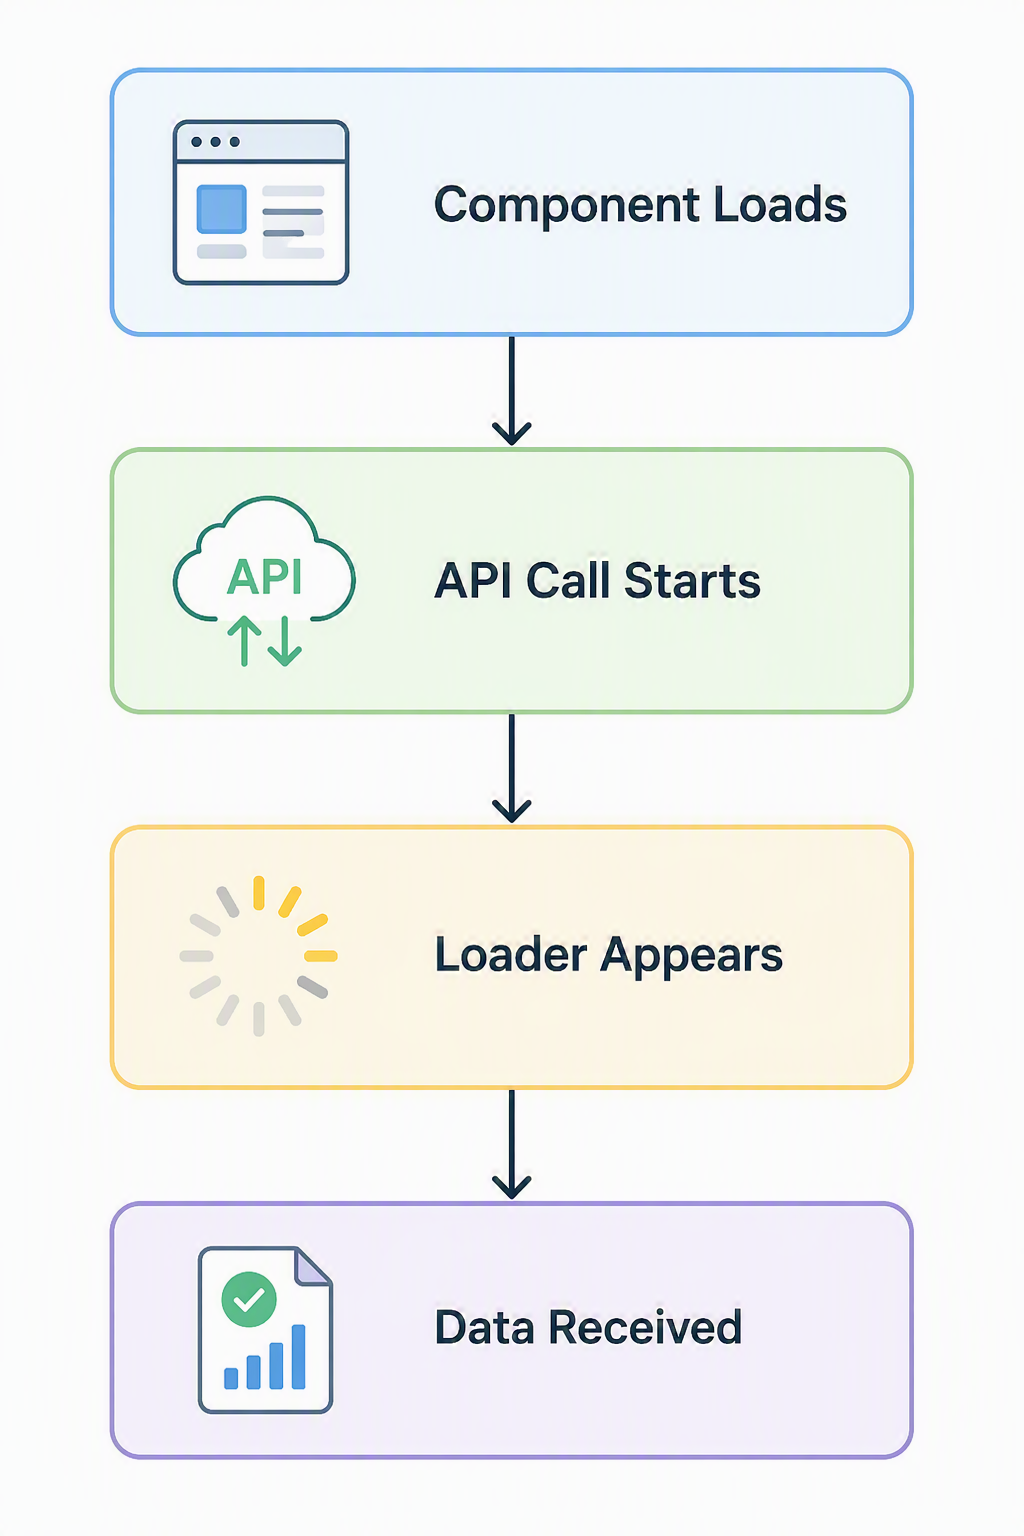 Component Loads
API
API Call Starts
Loader Appears
Data Received